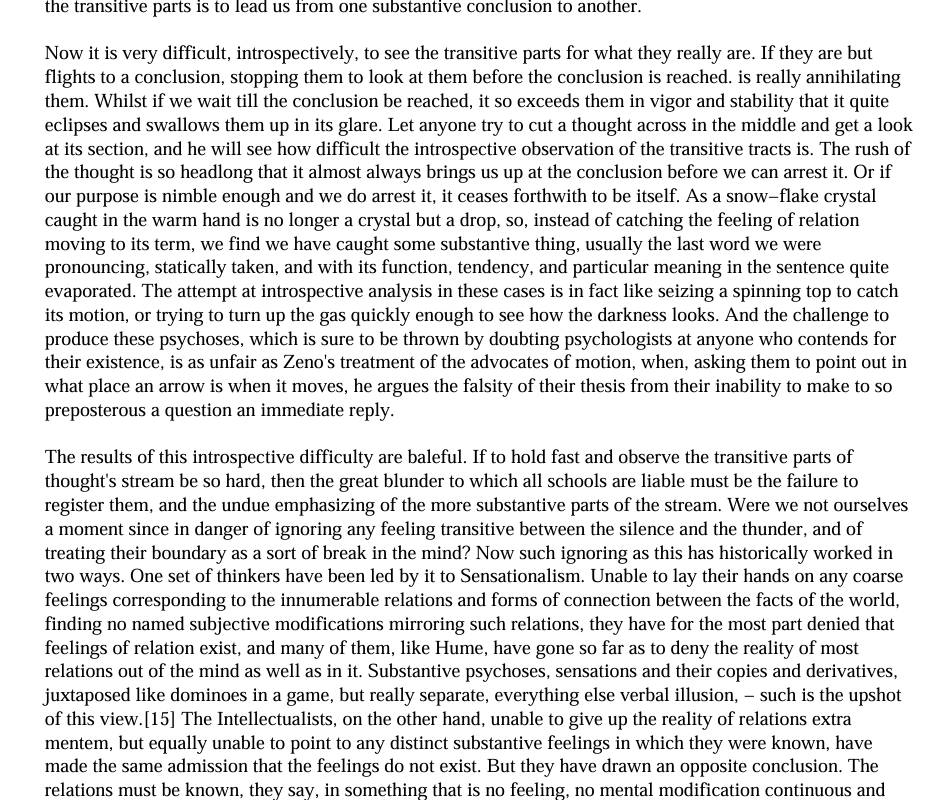 the transitive parts is to lead us from one substantive conclusion to another.
Now it is very difficult, introspectively, to see the transitive parts for what they really are. If they are but
flights to a conclusion, stopping them to look at them before the conclusion is reached. is really annihilating
them. Whilst if we wait till the conclusion be reached, it so exceeds them in vigor and stability that it quite
eclipses and swallows them up in its glare. Let anyone try to cut a thought across in the middle and get a look
at its section, and he will see how difficult the introspective observation of the transitive tracts is. The rush of
the thought is so headlong that it almost always brings us up at the conclusion before we can arrest it. Or if
our purpose is nimble enough and we do arrest it, it ceases forthwith to be itself. As a snow−flake crystal
caught in the warm hand is no longer a crystal but a drop, so, instead of catching the feeling of relation
moving to its term, we find we have caught some substantive thing, usually the last word we were
pronouncing, statically taken, and with its function, tendency, and particular meaning in the sentence quite
evaporated. The attempt at introspective analysis in these cases is in fact like seizing a spinning top to catch
its motion, or trying to turn up the gas quickly enough to see how the darkness looks. And the challenge to
produce these psychoses, which is sure to be thrown by doubting psychologists at anyone who contends for
their existence, is as unfair as Zeno's treatment of the advocates of motion, when, asking them to point out in
what place an arrow is when it moves, he argues the falsity of their thesis from their inability to make to so
preposterous a question an immediate reply.
The results of this introspective difficulty are baleful. If to hold fast and observe the transitive parts of
thought's stream be so hard, then the great blunder to which all schools are liable must be the failure to
register them, and the undue emphasizing of the more substantive parts of the stream. Were we not ourselves
a moment since in danger of ignoring any feeling transitive between the silence and the thunder, and of
treating their boundary as a sort of break in the mind? Now such ignoring as this has historically worked in
two ways. One set of thinkers have been led by it to Sensationalism. Unable to lay their hands on any coarse
feelings corresponding to the innumerable relations and forms of connection between the facts of the world,
finding no named subjective modifications mirroring such relations, they have for the most part denied that
feelings of relation exist, and many of them, like Hume, have gone so far as to deny the reality of most
relations out of the mind as well as in it. Substantive psychoses, sensations and their copies and derivatives,
juxtaposed like dominoes in a game, but really separate, everything else verbal illusion, − such is the upshot
of this view.[15] The Intellectualists, on the other hand, unable to give up the reality of relations extra
mentem, but equally unable to point to any distinct substantive feelings in which they were known, have
made the same admission that the feelings do not exist. But they have drawn an opposite conclusion. The
relations must be known, they say, in something that is no feeling, no mental modification continuous and